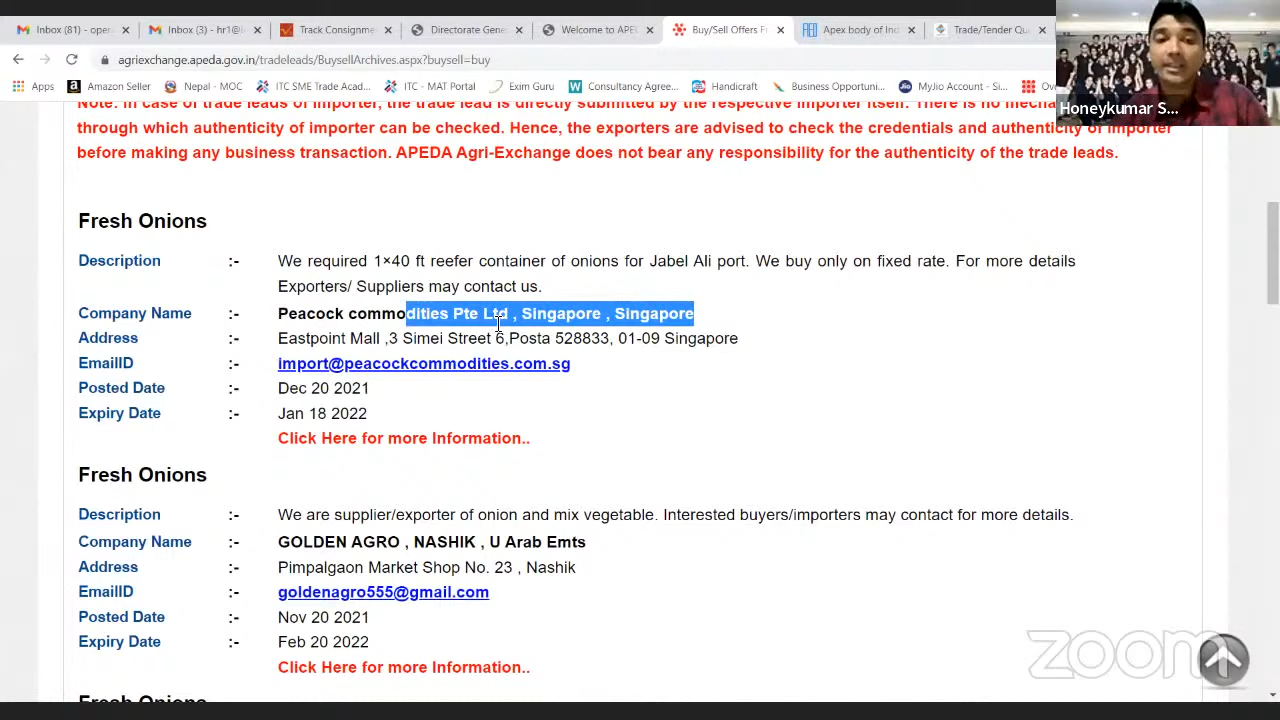 Inbox (81) - oper
Inbox (3) - hr1@l
Track Consignme
Directorate Gene
Welcome to APE
Buy/Sell Offers F
Apex body of Ind
Trade/Tender Qu
agriexchange.apeda.gov.in/tradeleads/BuysellArchives.aspx?buysell=buy
Apps
Amazon Seller
Nepal - MOC
ITC SME Trade Acad...
ITC - MAT Portal
Exim Guru
Consultancy Agree...
Handicraft
Business Opportuni...
MyJio Account - Si...
Ov
Honeykumar S...
Note: In case of trade leads of importer, the trade lead is directly submitted by the respective importer itself. There is no mecha
through which authenticity of importer can be checked. Hence, the exporters are advised to check the credentials and authenticity of importer
before making any business transaction. APEDA Agri-Exchange does not bear any responsibility for the authenticity of the trade leads.
Fresh Onions
Description :- We required 1×40 ft reefer container of onions for Jabel Ali port. We buy only on fixed rate. For more details
Exporters/ Suppliers may contact us.
Company Name :- Peacock commodities Pte Ltd , Singapore , Singapore
Address :- Eastpoint Mall ,3 Simei Street 6,Posta 528833, 01-09 Singapore
EmailID :- import@peacockcommodities.com.sg
Posted Date :- Dec 20 2021
Expiry Date :- Jan 18 2022
Click Here for more Information..
Fresh Onions
Description :- We are supplier/exporter of onion and mix vegetable. Interested buyers/importers may contact for more details.
Company Name :- GOLDEN AGRO , NASHIK , U Arab Emts
Address :- Pimpalgaon Market Shop No. 23 , Nashik
EmailID :- goldenagro555@gmail.com
Posted Date :- Nov 20 2021
Expiry Date :- Feb 20 2022
Click Here for more Information..
Fresh Onions
zoom